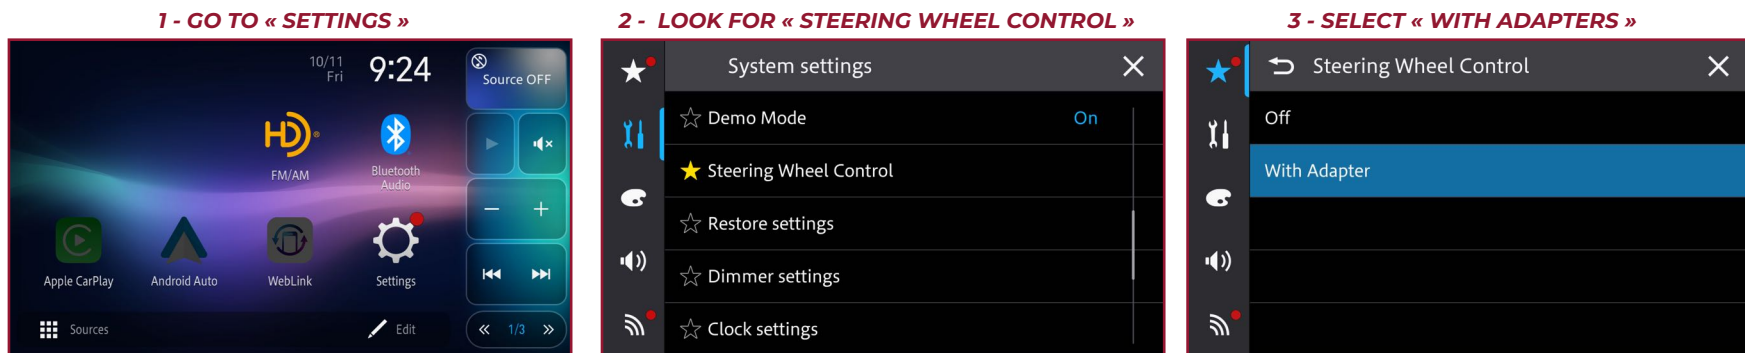 1 - GO TO « SETTINGS »
10/11
Fri
9:24
Source OFF
HD®
FM/AM
Bluetooth
Audio
Apple CarPlay
Android Auto
WebLink
Settings
Sources
Edit
1/3
2 - LOOK FOR « STEERING WHEEL CONTROL »
System settings
Demo Mode
On
Steering Wheel Control
Restore settings
Dimmer settings
Clock settings
3 - SELECT « WITH ADAPTERS »
Steering Wheel Control
Off
With Adapter